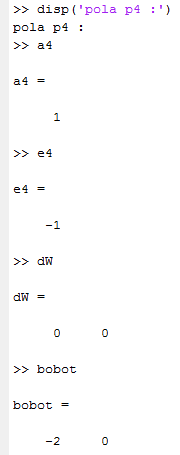 >> disp('pola p4 :')
pola p4 :
>> a4
a4 =
1
>> e4
e4 =
-1
>> dW
dW =
0 0
>> bobot
bobot =
-2 0